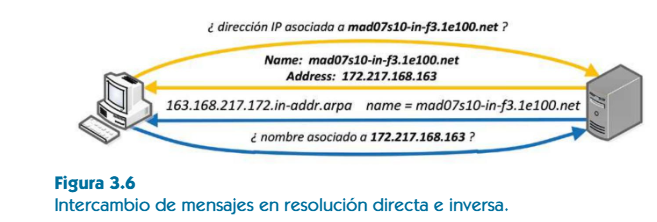 ¿ dirección IP asociada a mad07s10-in-f3.1e100.net ?
Name: mad07s10-in-f3.1e100.net
Address: 172.217.168.163
163.168.217.172.in-addr.arpa name = mad07s10-in-f3.1e100.net
¿ nombre asociado a 172.217.168.163 ?
Figura 3.6
Intercambio de mensajes en resolución directa e inversa.